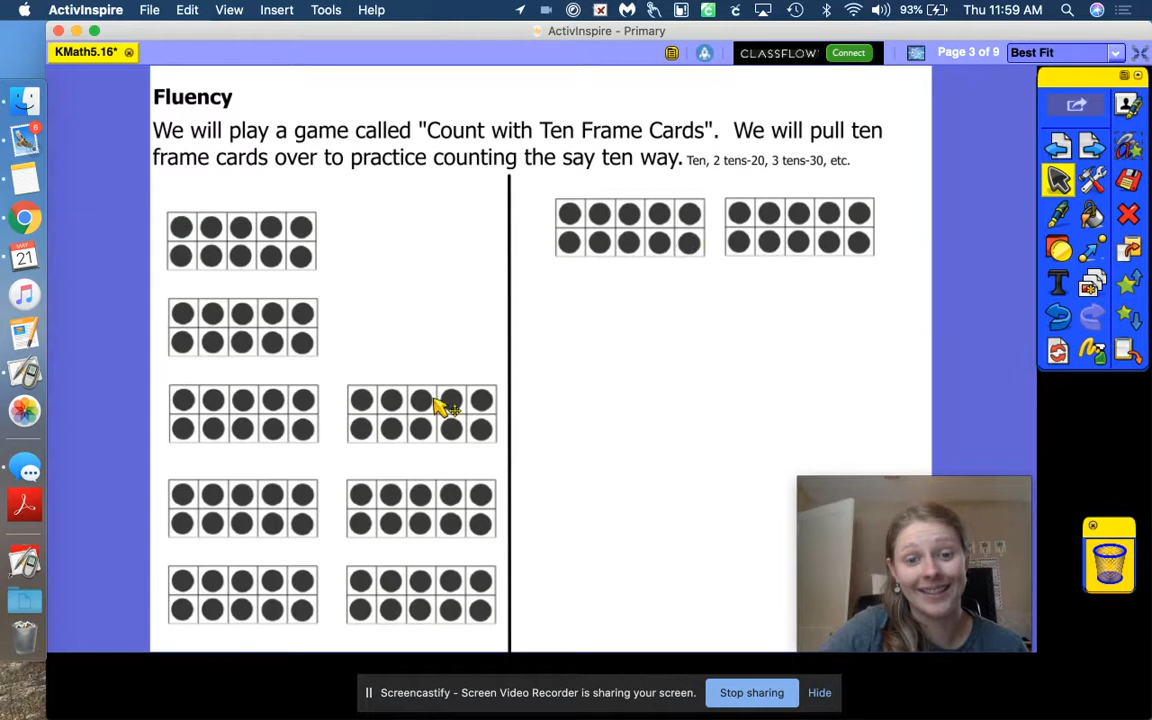 ActivInspire File Edit View Insert Tools Help 93% Thu 11:59 AM
ActivInspire - Primary
KMath5.16* CLASSFLOW Connect Page 3 of 9 Best Fit
Fluency
We will play a game called "Count with Ten Frame Cards". We will pull ten
frame cards over to practice counting the say ten way. Ten, 2 tens-20, 3 tens-30, etc.
6
MAY
21
T
Screencastify - Screen Video Recorder is sharing your screen. Stop sharing Hide